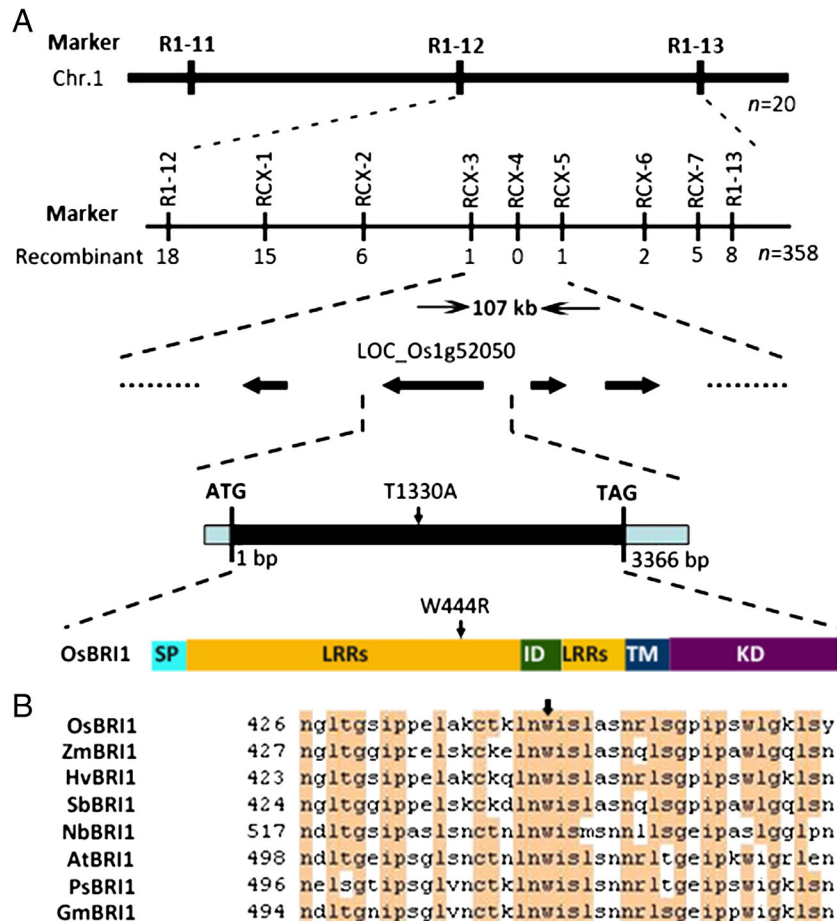 A
Marker R1-11 R1-12 R1-13
Chr.1
n=20
R1-12 RCX-1 RCX-2 RCX-3 RCX-4 RCX-5 RCX-6 RCX-7 R1-13
Marker
Recombinant 18 15 6 1 0 1 2 5 8 n=358
107 kb
LOC_Os1g52050
ATG T1330A TAG
1 bp 3366 bp
W444R
OsBRI1 SP LRRs ID LRRs TM KD
B
OsBRI1 426 ngltgsippelakctklnwislasnrlsgpipswlgklsy
ZmBRI1 427 ngltggirpelskckelnwislasnqlsgpipawlgqlsn
HvBRI1 423 ngltgsippelakckqlnwislasnrlsgpipswlgklsn
SbBRI1 424 ngltggippelskckdlnwislasnqlsgpipawlgqlsn
NbBRI1 517 ndltgsipaslsnctnlnwismsnnllsgeipaslgglpn
AtBRI1 498 ndltgeipsglsnctnlnwislsnnrltgeipkwigrlen
PsBRI1 496 nelsgtipsglvnctklnwislsnnrltgeipswigklsn
GmBRI1 494 ndltgnipsglvnctklnwislsnnrlsgeippwigklsn